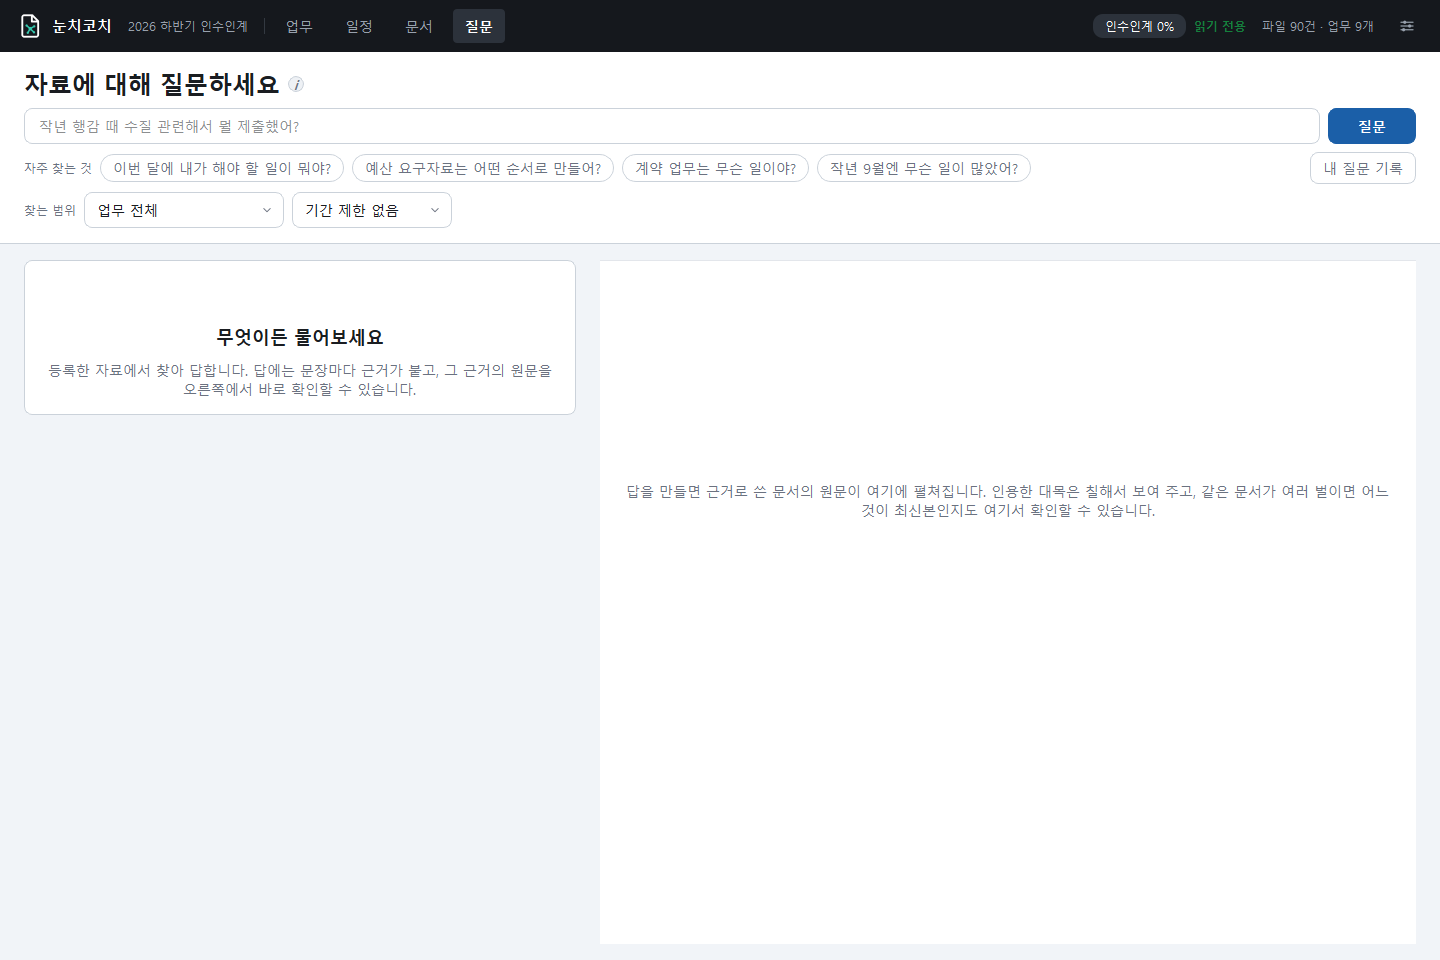 눈치코치 2026 하반기 인수인계 업무 일정 문서 질문 인수인계 0% 읽기 전용 파일 90건 · 업무 9개
자료에 대해 질문하세요 i
작년 행감 때 수질 관련해서 뭘 제출했어? 질문
자주 찾는 것 이번 달에 내가 해야 할 일이 뭐야? 예산 요구자료는 어떤 순서로 만들어? 계약 업무는 무슨 일이야? 작년 9월엔 무슨 일이 많았어? 내 질문 기록
찾는 범위 업무 전체 기간 제한 없음
무엇이든 물어보세요
등록한 자료에서 찾아 답합니다. 답에는 문장마다 근거가 붙고, 그 근거의 원문을
오른쪽에서 바로 확인할 수 있습니다.
답을 만들면 근거로 쓴 문서의 원문이 여기에 펼쳐집니다. 인용한 대목은 칠해서 보여 주고, 같은 문서가 여러 벌이면 어느
것이 최신본인지도 여기서 확인할 수 있습니다.